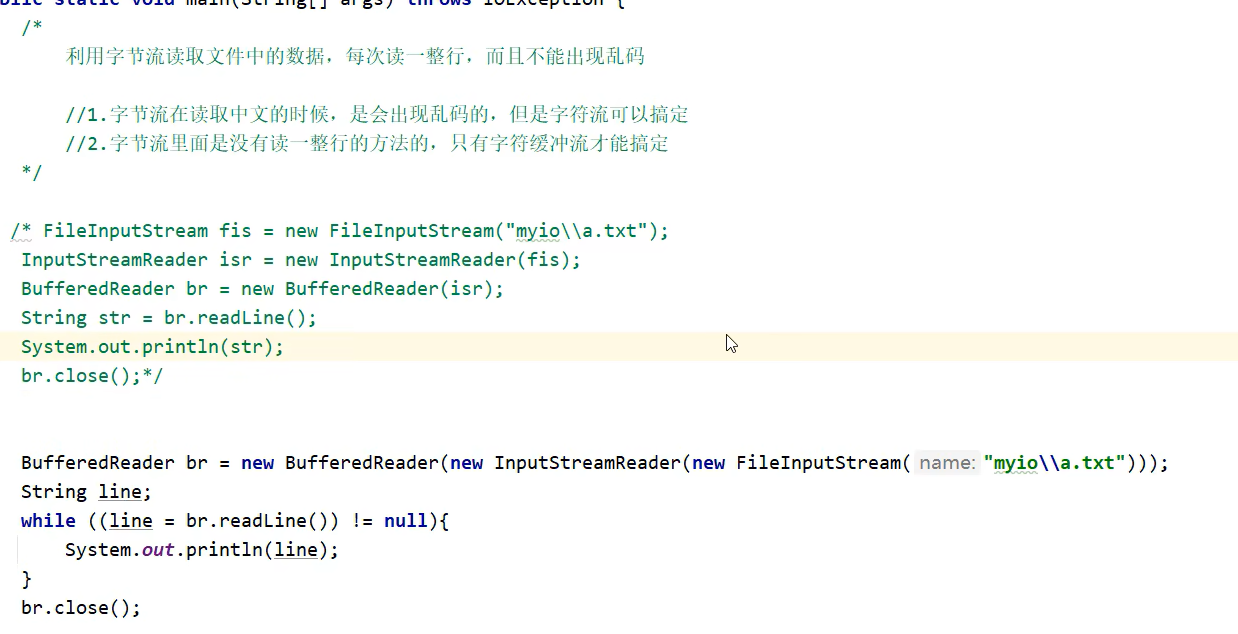 public static void main(String[] args) throws IOException {
/*
利用字节流读取文件中的数据，每次读一整行，而且不能出现乱码
//1.字节流在读取中文的时候，是会出现乱码的，但是字符流可以搞定
//2.字节流里面是没有读一整行的方法的，只有字符缓冲流才能搞定
*/
/* FileInputStream fis = new FileInputStream("myio\\a.txt");
InputStreamReader isr = new InputStreamReader(fis);
BufferedReader br = new BufferedReader(isr);
String str = br.readLine();
System.out.println(str);
br.close();*/
BufferedReader br = new BufferedReader(new InputStreamReader(new FileInputStream( name: "myio\\a.txt")));
String line;
while ((line = br.readLine()) != null){
System.out.println(line);
}
br.close();